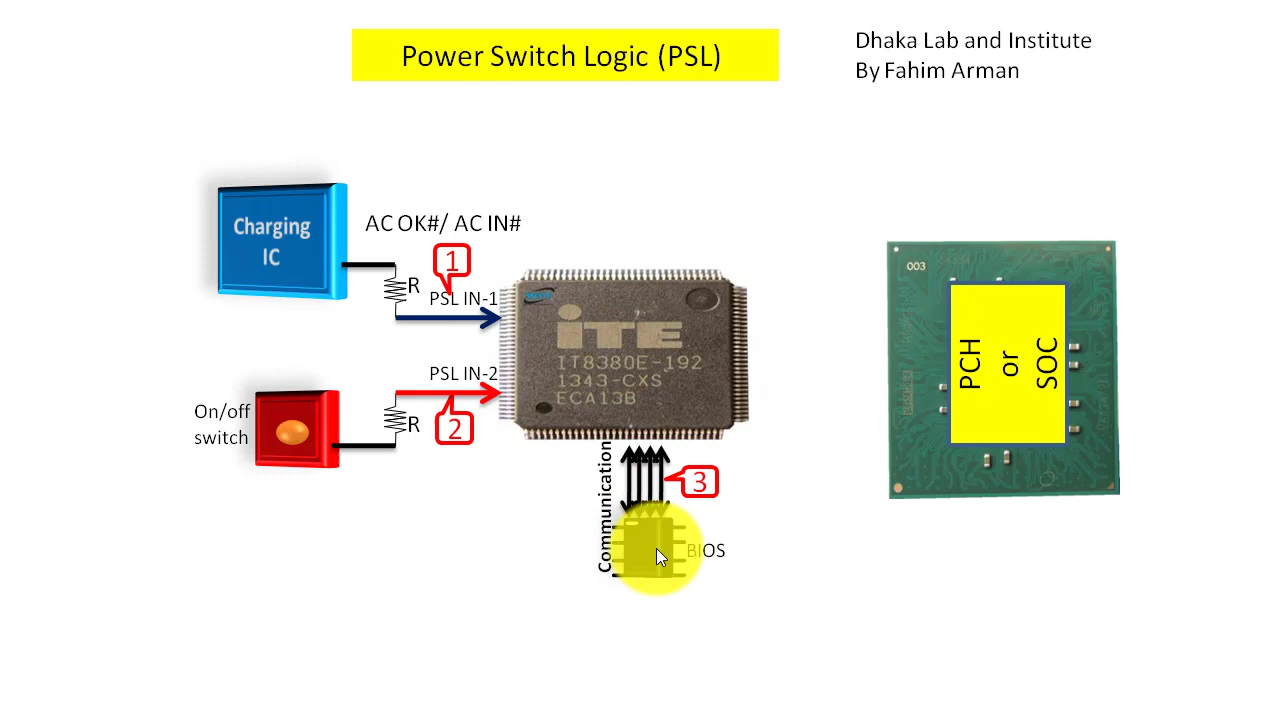 Power Switch Logic (PSL)
Dhaka Lab and Institute
By Fahim Arman
Charging
IC
AC OK#/ AC IN#
1
R
PSL IN-1
PSL IN-2
On/off
switch
R
2
iTE
IT8380E-192
1343-CXS
ECA13B
Communication
3
BIOS
003
PCH
or
SOC